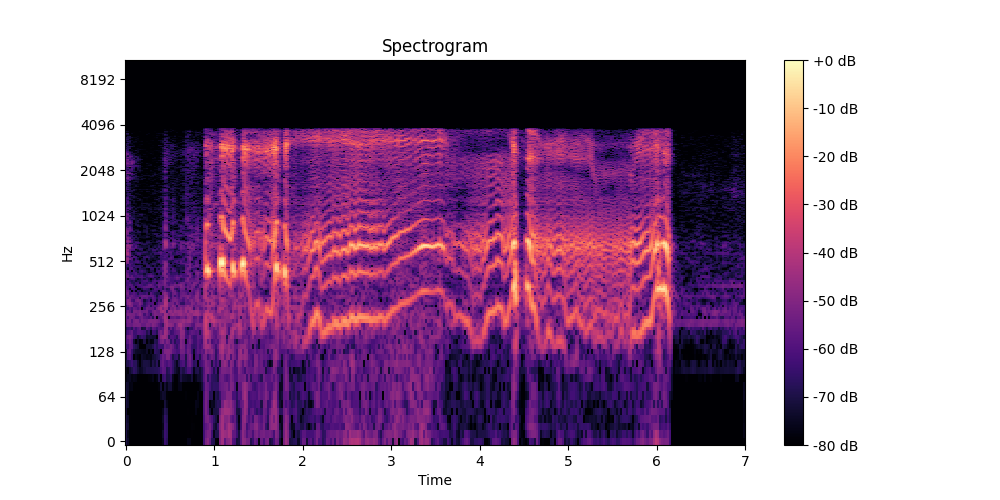 Spectrogram
8192
4096
2048
1024
512
256
128
64
0
Hz
0 1 2 3 4 5 6 7
Time
+0 dB
-10 dB
-20 dB
-30 dB
-40 dB
-50 dB
-60 dB
-70 dB
-80 dB